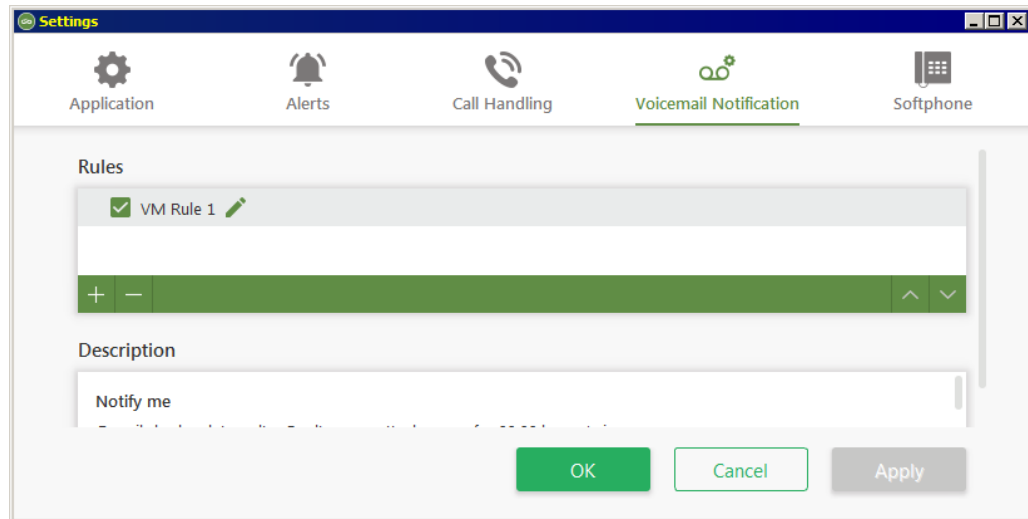 Settings
Application Alerts Call Handling Voicemail Notification Softphone
Rules
VM Rule 1
Description
Notify me
OK Cancel Apply